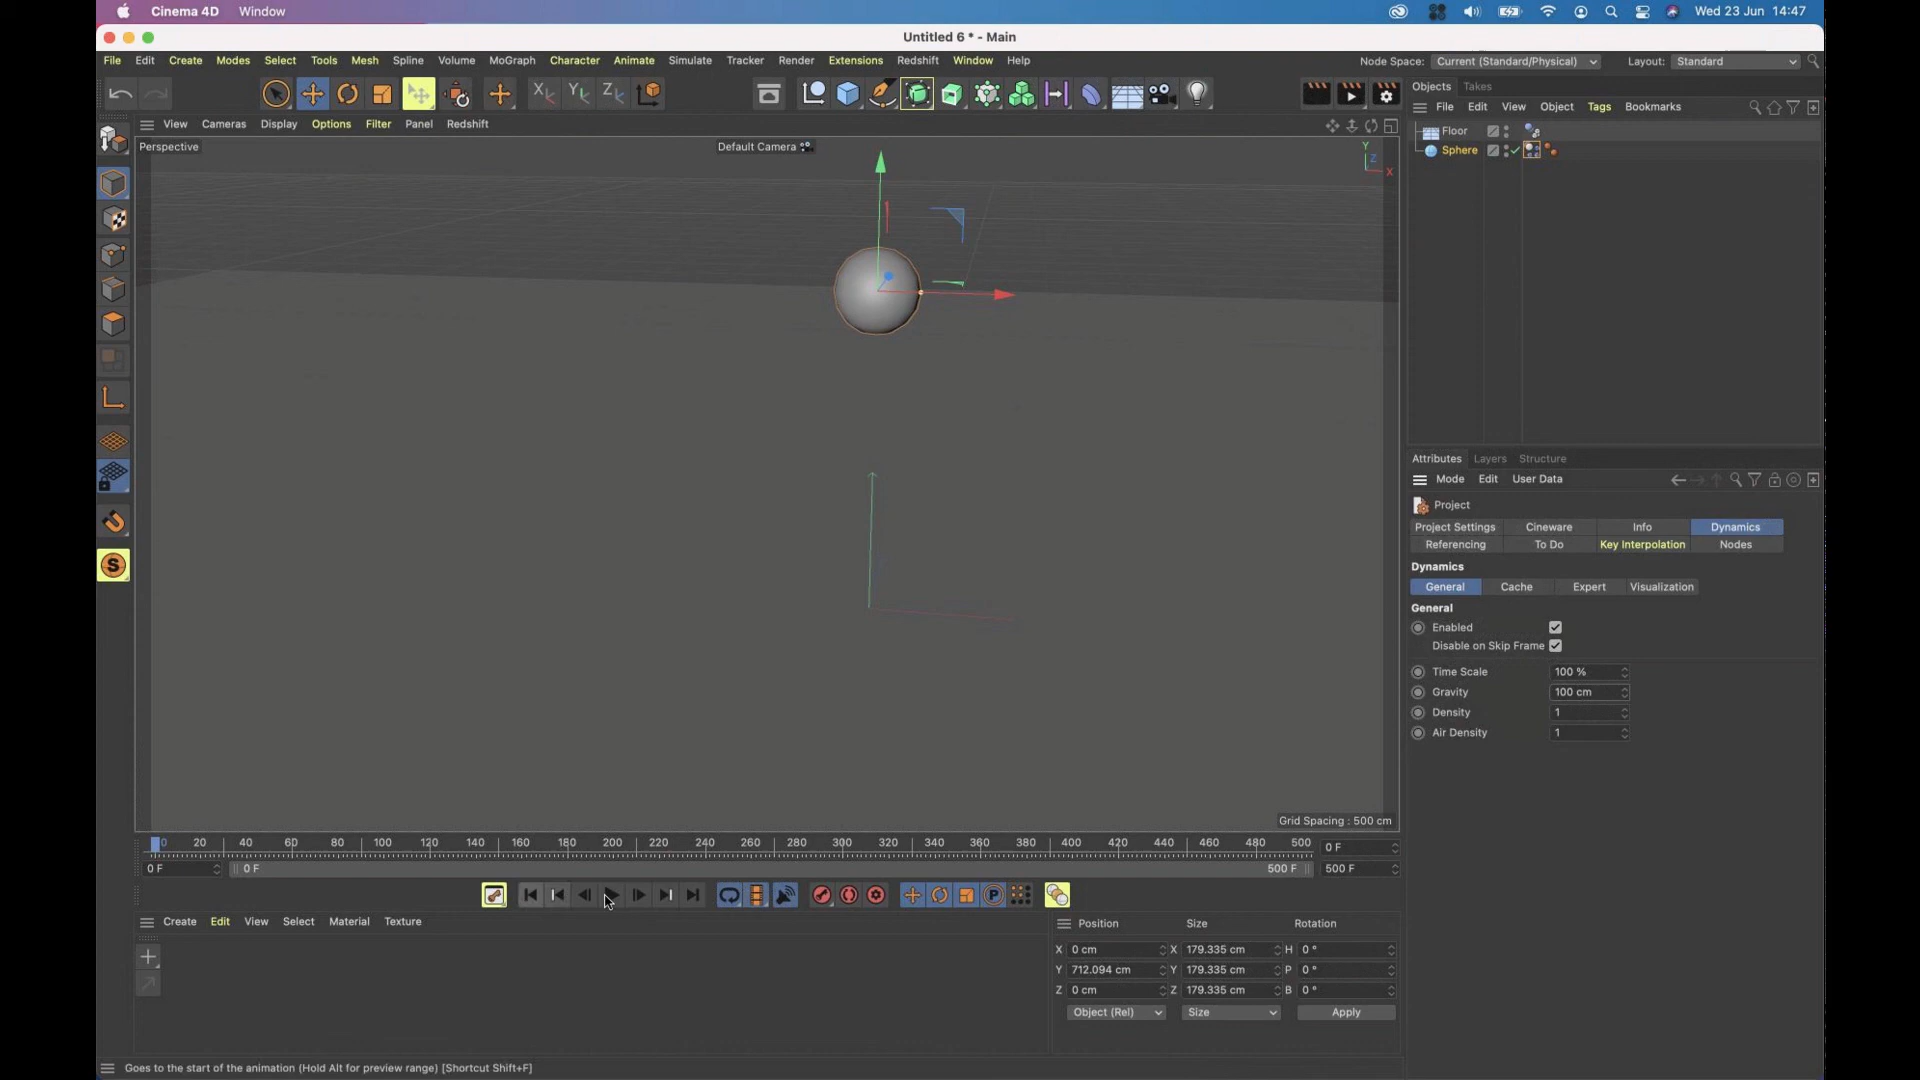 Cinema 4D Window Wed 23 Jun 14:47
Untitled 6 * - Main
File Edit Create Modes Select Tools Mesh Spline Volume MoGraph Character Animate Simulate Tracker Render Extensions Redshift Window Help Node Space: Current (Standard/Physical) Layout: Standard
X Y Z
Objects Takes
File Edit View Object Tags Bookmarks
View Cameras Display Options Filter Panel Redshift
Floor
Sphere
Perspective Default Camera
Y
Z
X
Attributes Layers Structure
Mode Edit User Data
Project
Project Settings Cineware Info Dynamics
Referencing To Do Key Interpolation Nodes
Dynamics
General Cache Expert Visualization
General
Enabled
Disable on Skip Frame
Time Scale 100 %
Gravity 100 cm
Density 1
Air Density 1
S
Grid Spacing : 500 cm
0 20 40 60 80 100 120 140 160 180 200 220 240 260 280 300 320 340 360 380 400 420 440 460 480 500 0 F
0 F 0 F 500 F 500 F
P
Create Edit View Select Material Texture
Position Size Rotation
X 0 cm X 179.335 cm H 0 °
Y 712.094 cm Y 179.335 cm P 0 °
Z 0 cm Z 179.335 cm B 0 °
Object (Rel) Size Apply
Goes to the start of the animation (Hold Alt for preview range) [Shortcut Shift+F]